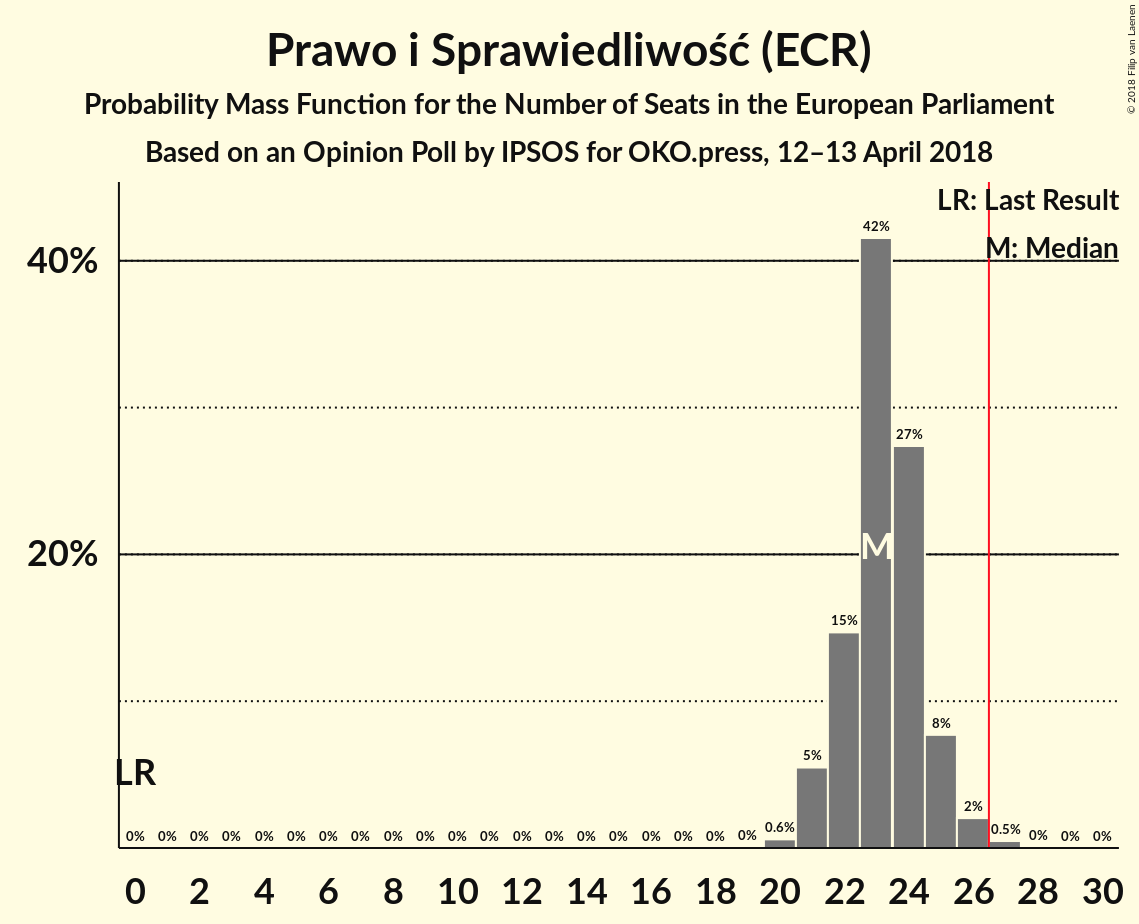 Prawo i Sprawiedliwość (ECR)
Probability Mass Function for the Number of Seats in the European Parliament
Based on an Opinion Poll by IPSOS for OKO.press, 12–13 April 2018
© 2018 Filip van Laenen
LR: Last Result
M: Median
42%
40%
27%
M
20%
15%
8%
5%
LR
2%
0% 0% 0% 0% 0% 0% 0% 0% 0% 0% 0% 0% 0% 0% 0% 0% 0% 0% 0% 0% 0.6% 0.5% 0% 0% 0%
0 2 4 6 8 10 12 14 16 18 20 22 24 26 28 30